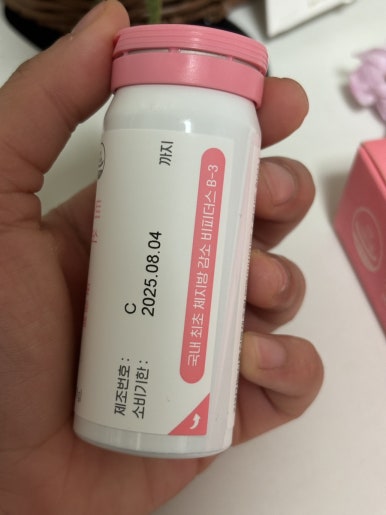 제조번호 : C
소비기한 : 2025.08.04 까지
국내 최초 체지방 감소 비피더스 B-3